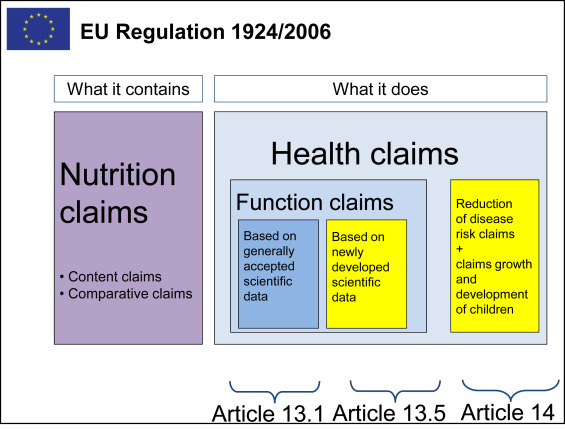 EU Regulation 1924/2006
What it contains
What it does
Nutrition
claims
• Content claims
• Comparative claims
Health claims
Function claims
Based on
generally
accepted
scientific
data
Based on
newly
developed
scientific
data
Reduction
of disease
risk claims
+
claims growth
and
development
of children
Article 13.1
Article 13.5
Article 14